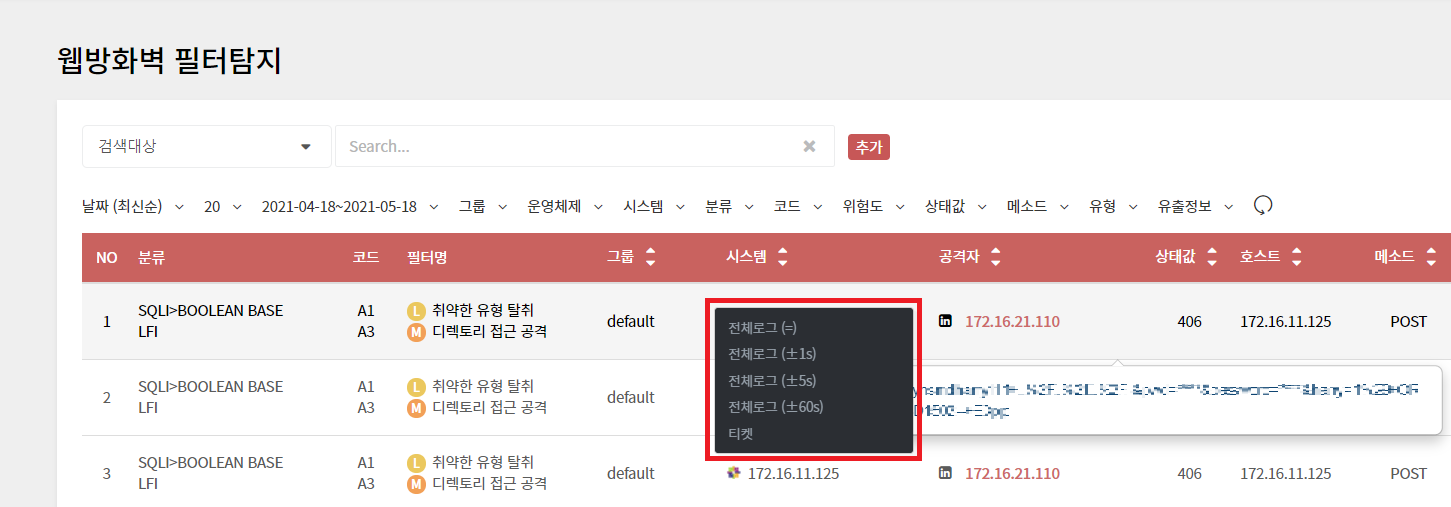 웹방화벽 필터탐지
검색대상 Search... 추가
날짜 (최신순) 20 2021-04-18~2021-05-18 그룹 운영체제 시스템 분류 코드 위험도 상태값 메소드 유형 유출정보
NO 분류 코드 필터명 그룹 시스템 공격자 상태값 호스트 메소드
1 SQLI>BOOLEAN BASE A1 L 취약한 유형 탈취 default 172.16.21.110 406 172.16.11.125 POST
LFI A3 M 디렉토리 접근 공격
전체로그 (=)
전체로그 (±1s)
전체로그 (±5s)
전체로그 (±60s)
티켓
2 SQLI>BOOLEAN BASE A1 L 취약한 유형 탈취 default
LFI A3 M 디렉토리 접근 공격
3 SQLI>BOOLEAN BASE A1 L 취약한 유형 탈취 default 172.16.11.125 172.16.21.110 406 172.16.11.125 POST
LFI A3 M 디렉토리 접근 공격